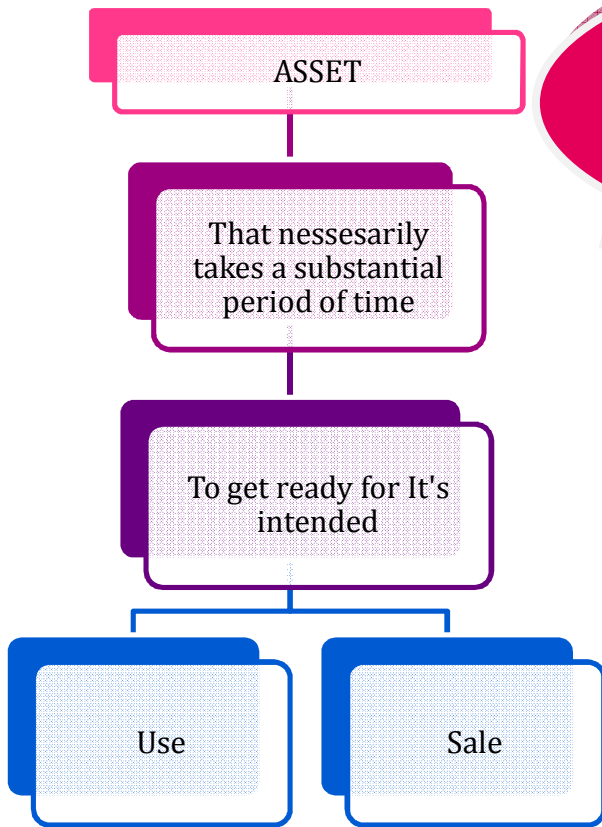 ASSET
That nessesarily
takes a substantial
period of time
To get ready for It's
intended
Use
Sale